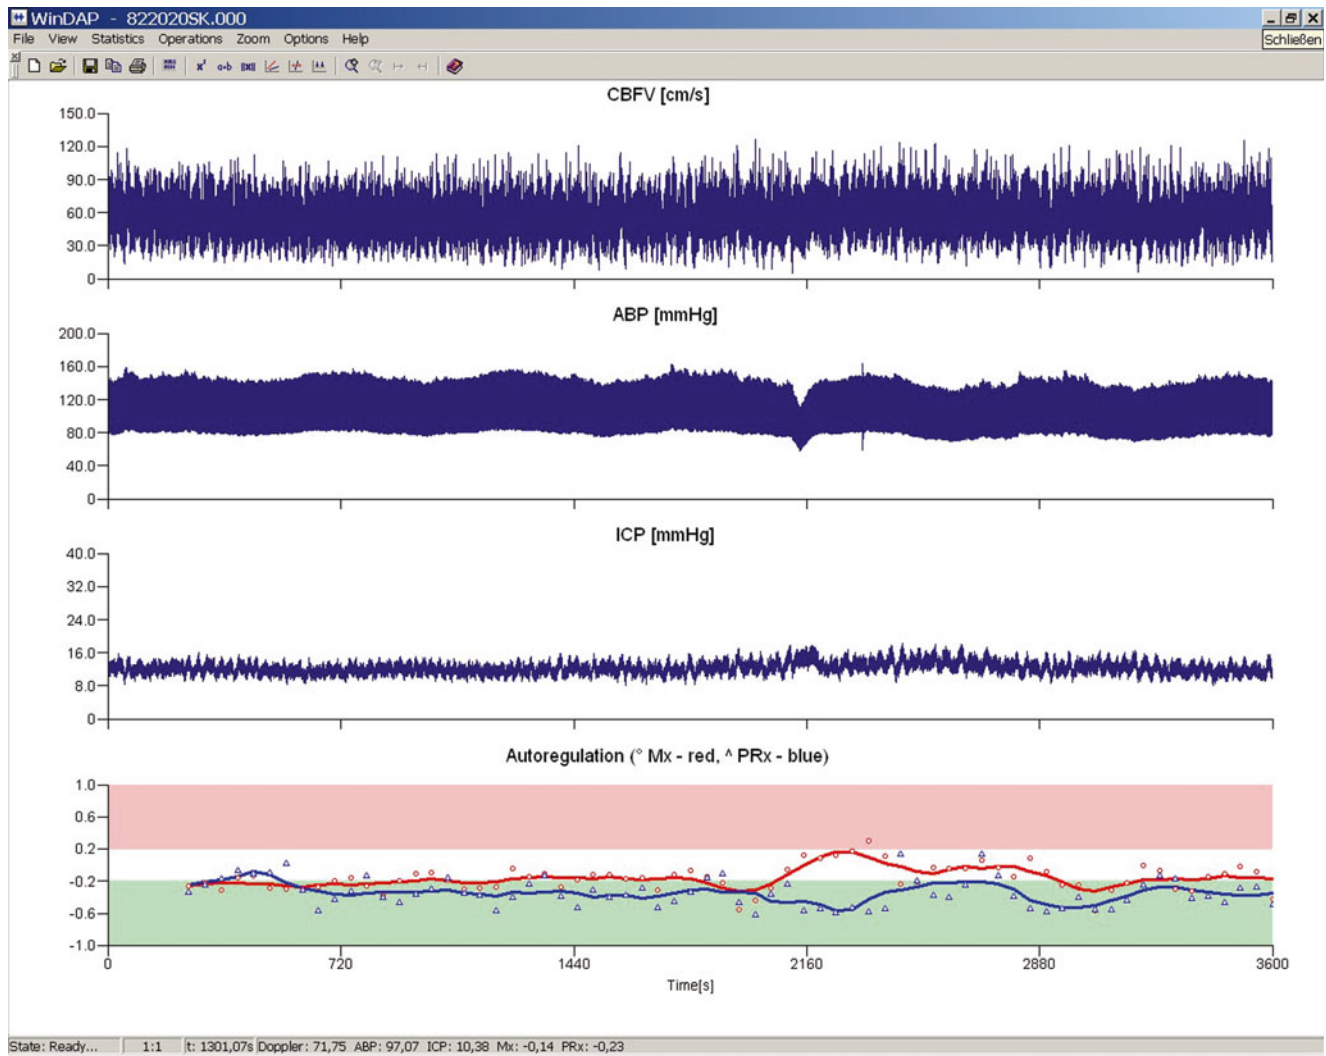 WinDAP - 822020SK.000
File View Statistics Operations Zoom Options Help
Schließen
CBFV [cm/s]
150.0
120.0
90.0
60.0
30.0
0
ABP [mmHg]
200.0
160.0
120.0
80.0
40.0
0
ICP [mmHg]
40.0
32.0
24.0
16.0
8.0
0
Autoregulation (° Mx - red, ^ PRx - blue)
1.0
0.6
0.2
-0.2
-0.6
-1.0
0 720 1440 2160 2880 3600
Time[s]
State: Ready... 1:1 t: 1301,07s Doppler: 71,75 ABP: 97,07 ICP: 10,38 Mx: -0,14 PRx: -0,23